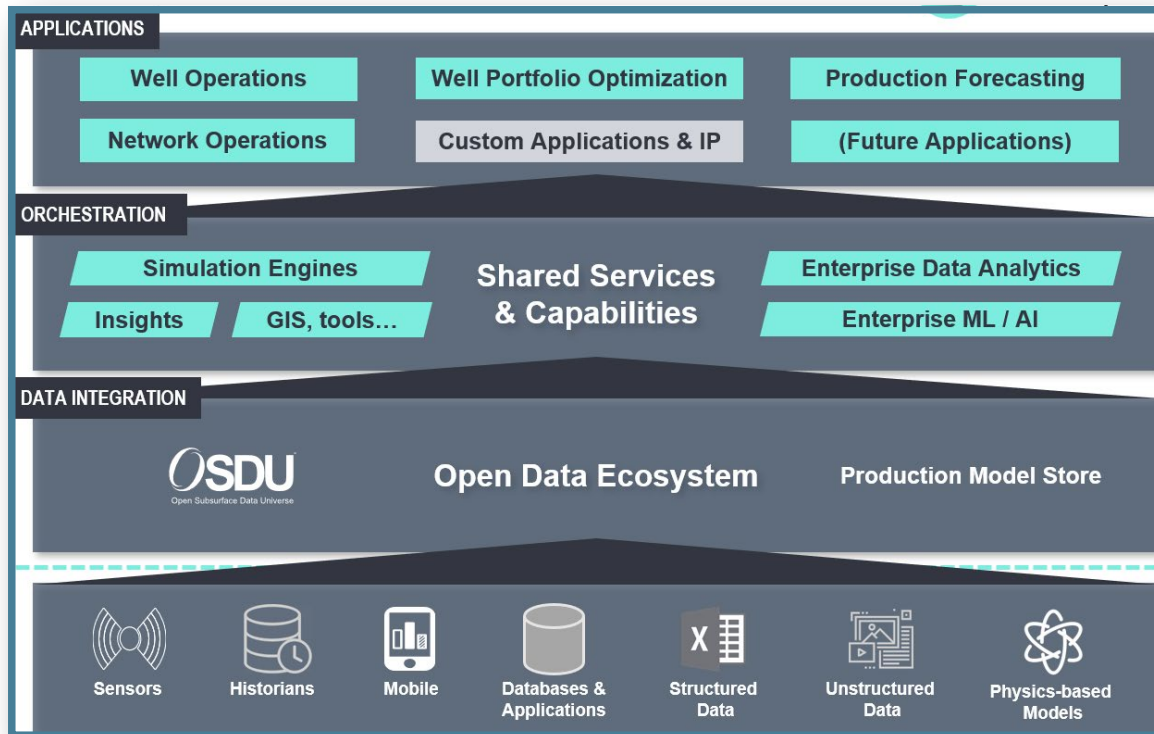 APPLICATIONS
Well Operations
Well Portfolio Optimization
Production Forecasting
Network Operations
Custom Applications & IP
(Future Applications)
ORCHESTRATION
Simulation Engines
Shared Services
& Capabilities
Enterprise Data Analytics
Insights
GIS, tools…
Enterprise ML / AI
DATA INTEGRATION
OSDU
Open Subsurface Data Universe
Open Data Ecosystem
Production Model Store
X
Sensors
Historians
Mobile
Databases &
Applications
Structured
Data
Unstructured
Data
Physics-based
Models